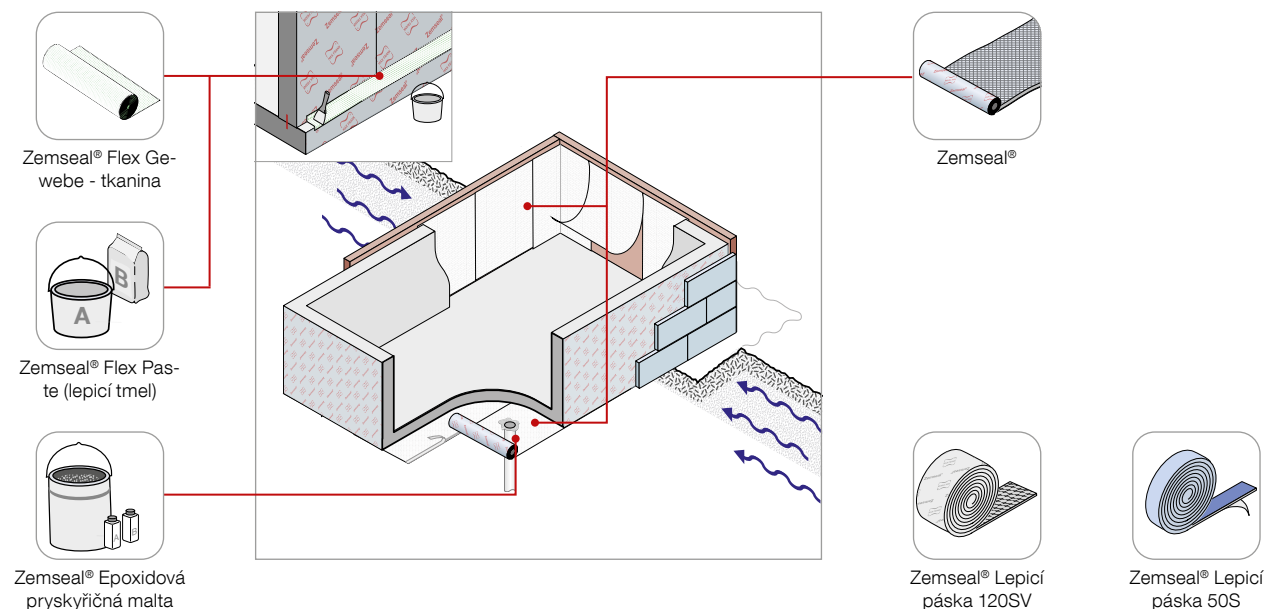 Zemseal® Flex Ge-
webe - tkanina
Zemseal®
B
A
Zemseal® Flex Pas-
te (lepicí tmel)
A
B
Zemseal® Epoxidová
pryskyřičná malta
Zemseal® Lepicí
páska 120SV
Zemseal® Lepicí
páska 50S